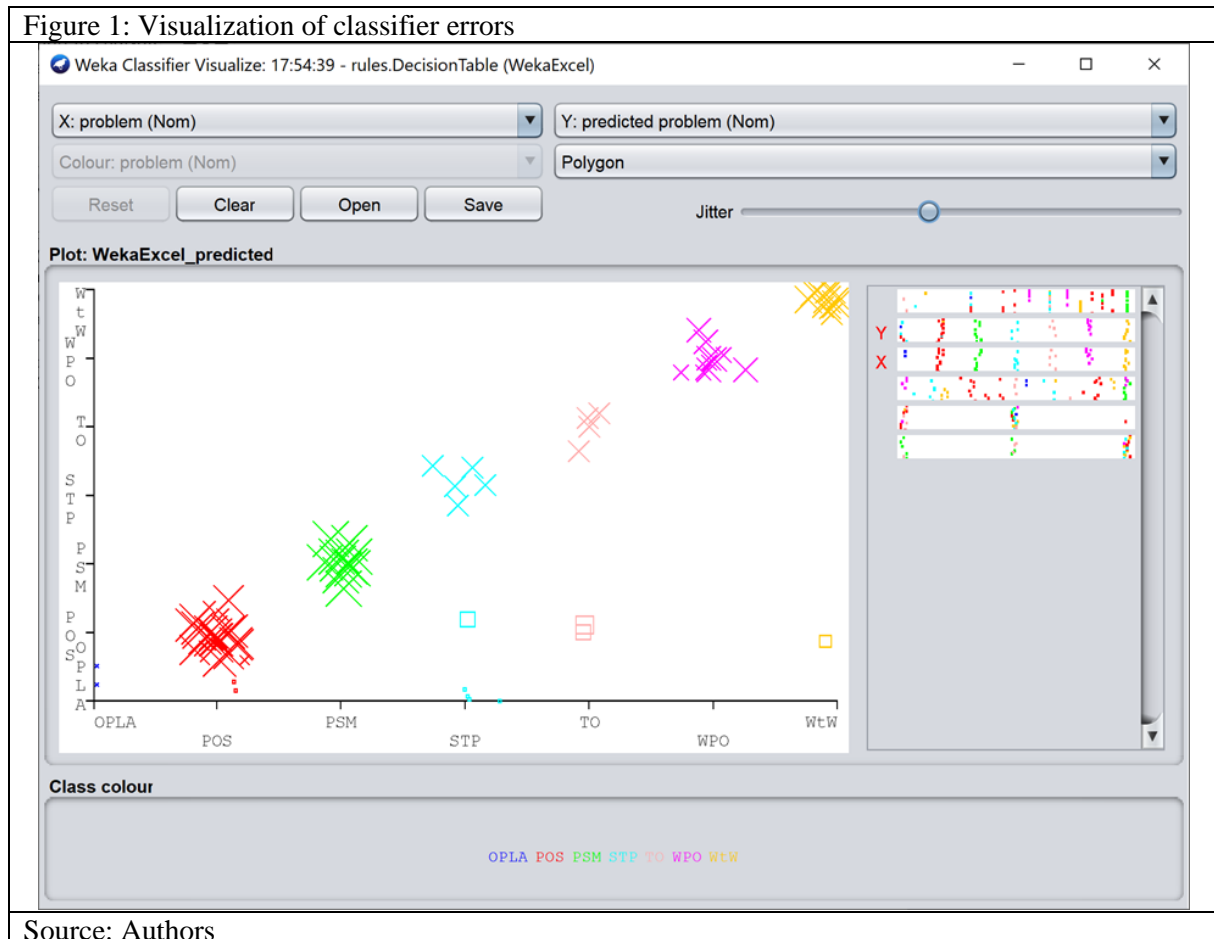 Figure 1: Visualization of classifier errors
Weka Classifier Visualize: 17:54:39 - rules.DecisionTable (WekaExcel)
X: problem (Nom)
Y: predicted problem (Nom)
Colour: problem (Nom)
Polygon
Reset
Clear
Open
Save
Jitter
Plot: WekaExcel_predicted
WtW
WPO
TO
STP
PSM
POS
OPLA
Y
X
OPLA
POS
PSM
STP
TO
WPO
WtW
Class colour
OPLA POS PSM STP TO WPO WtW
Source: Authors